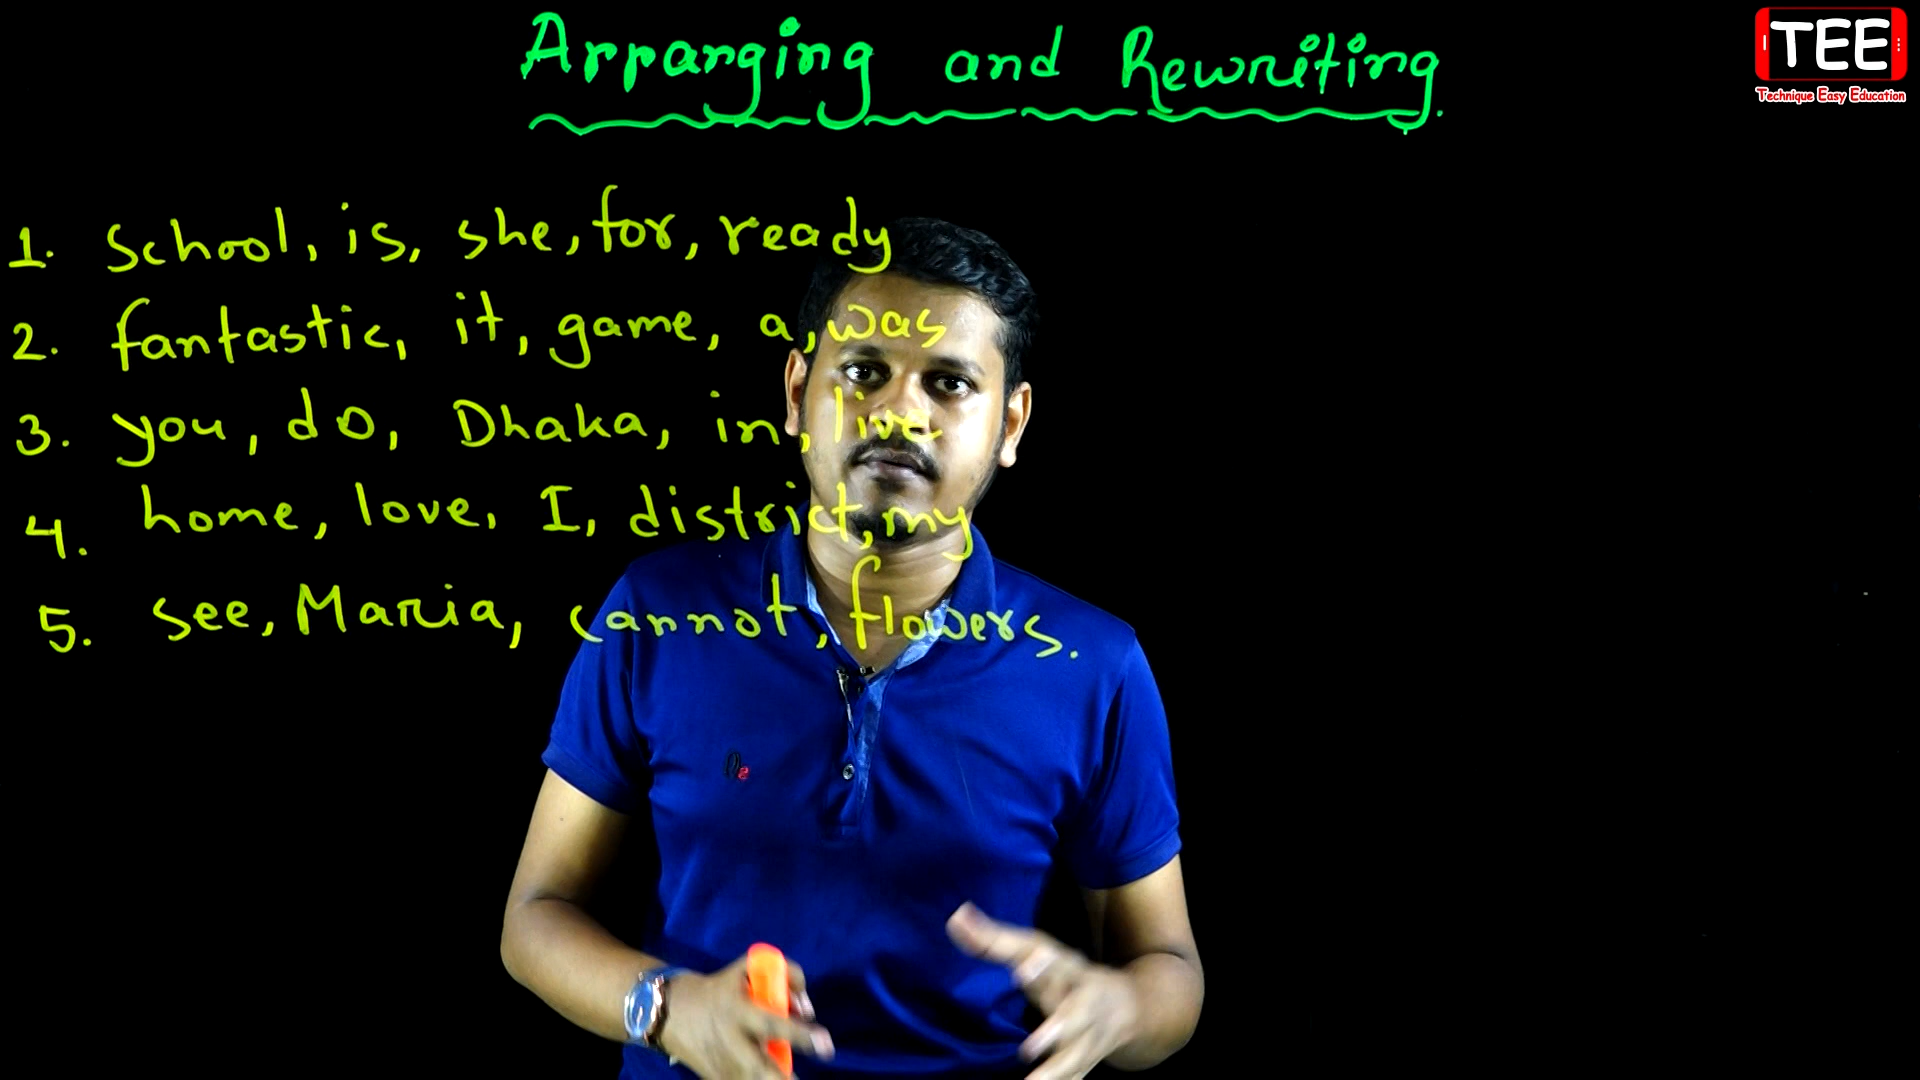 Arranging and Rewriting.
TEE
Technique Easy Education
1. School, is, she, for, ready
2. fantastic, it, game, a, was
3. you, do, Dhaka, in, live
4. home, love, I, district, my
5. see, Maria, cannot, flowers.